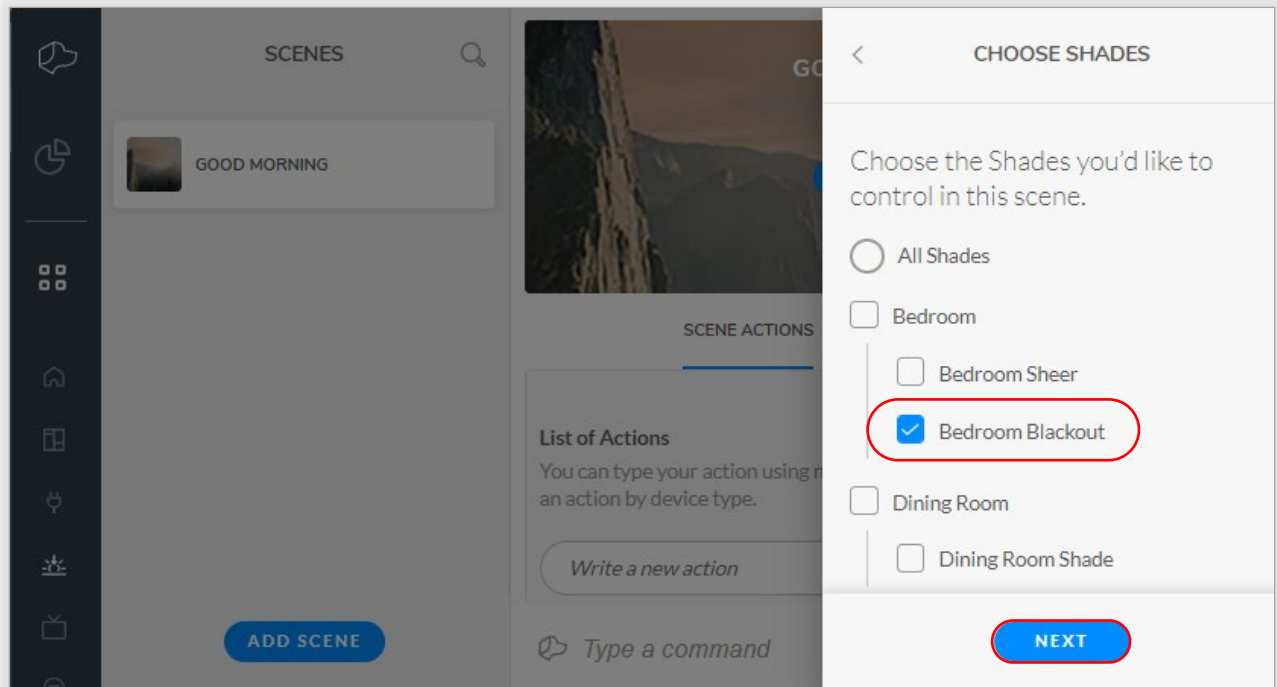 SCENES
GOOD MORNING
ADD SCENE
SCENE ACTIONS
List of Actions
You can type your action using
an action by device type.
Write a new action
Type a command
CHOOSE SHADES
Choose the Shades you'd like to
control in this scene.
All Shades
Bedroom
Bedroom Sheer
Bedroom Blackout
Dining Room
Dining Room Shade
NEXT